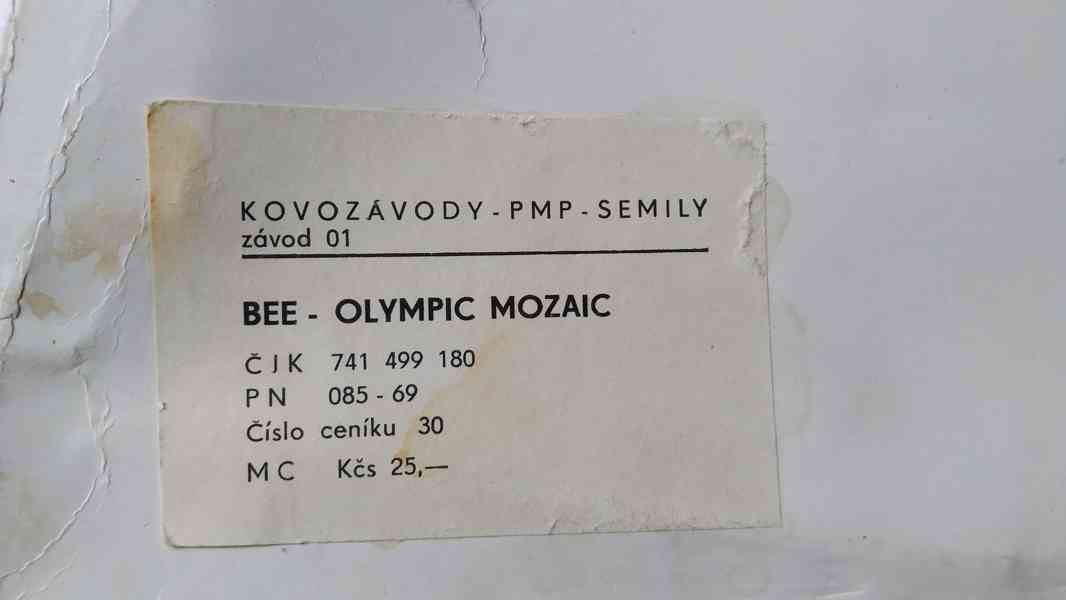 KOVOZÁVODY - PMP - SEMILY
závod 01
BEE - OLYMPIC MOZAIC
ČJK 741 499 180
PN 085 - 69
Číslo ceníku 30
MC Kčs 25,—